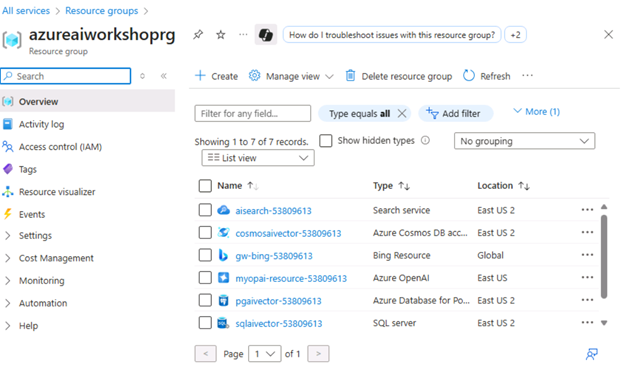 All services > Resource groups >
azureaiworkshoprg
Resource group
How do I troubleshoot issues with this resource group?
+2
Search
Create
Manage view
Delete resource group
Refresh
Overview
Activity log
Access control (IAM)
Tags
Resource visualizer
Events
Settings
Cost Management
Monitoring
Automation
Help
Filter for any field...
Type equals all
Add filter
More (1)
Showing 1 to 7 of 7 records.
Show hidden types
No grouping
List view
Name Type Location
aisearch-53809613 Search service East US 2
cosmosaivector-53809613 Azure Cosmos DB acc... East US 2
gw-bing-53809613 Bing Resource Global
myopai-resource-53809613 Azure OpenAI East US
pgaivector-53809613 Azure Database for Po... East US 2
sqlaivector-53809613 SQL server East US 2
< Page 1 of 1 >